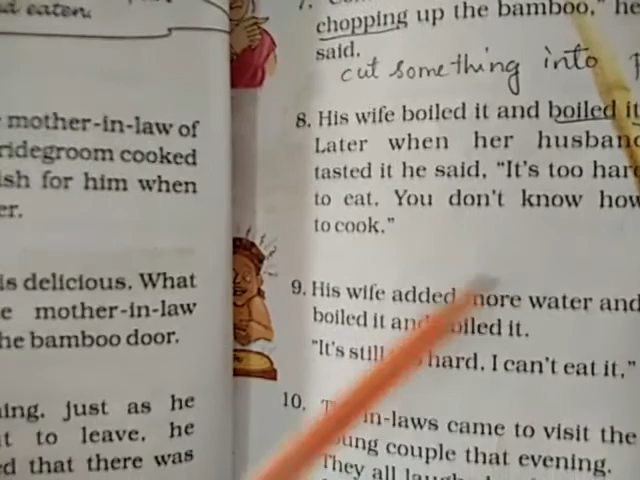 d eaten.
mother-in-law of
ridegroom cooked
ish for him when
er.
is delicious. What
e mother-in-law
he bamboo door.
ing, just as he
t to leave, he
d that there was
chopping up the bamboo," he
said.
cut something into
8. His wife boiled it and boiled it
Later when her husband
tasted it he said, "It's too hard
to eat. You don't know how
to cook."
9. His wife added more water and
boiled it and boiled it.
"It's still hard, I can't eat it,"
10. in-laws came to visit the
young couple that evening.
They all